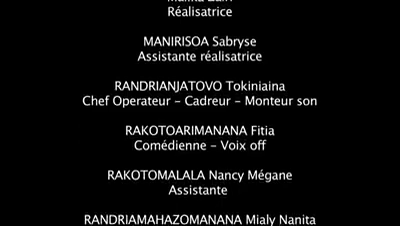 Réalisatrice
MANIRISOA Sabryse
Assistante réalisatrice
RANDRIANJATOVO Tokiniaina
Chef Operateur – Cadreur – Monteur son
RAKOTOARIMANANA Fitia
Comédienne – Voix off
RAKOTOMALALA Nancy Mégane
Assistante
RANDRIAMAHAZOMANANA Mialy Nanita